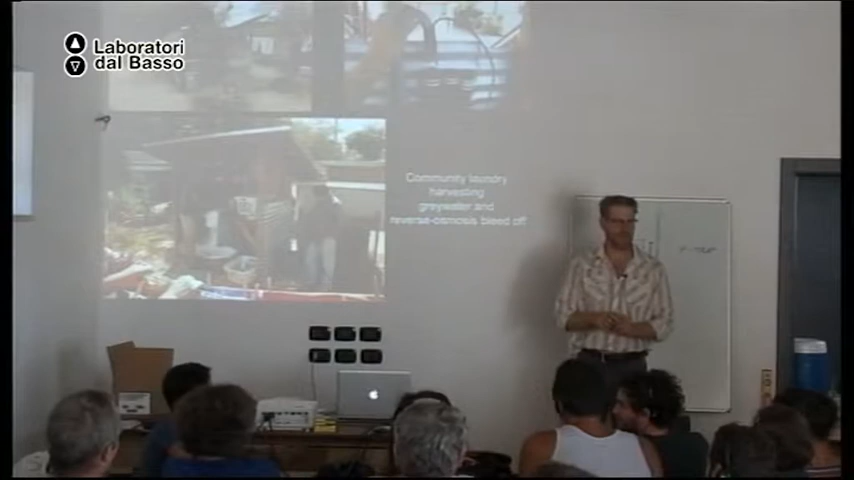 Laboratori
dal Basso
Community laundry
harvesting
greywater and
reverse-osmosis bleed off